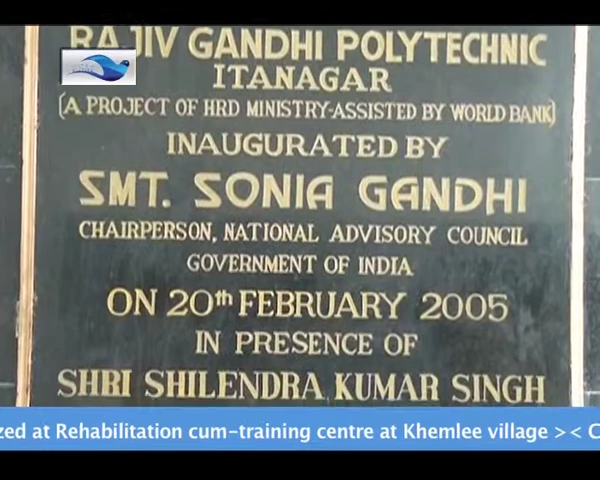 RAJIV GANDHI POLYTECHNIC
ITANAGAR
(A PROJECT OF HRD MINISTRY-ASSISTED BY WORLD BANK)
INAUGURATED BY
SMT. SONIA GANDHI
CHAIRPERSON, NATIONAL ADVISORY COUNCIL
GOVERNMENT OF INDIA
ON 20th FEBRUARY 2005
IN PRESENCE OF
SHRI SHILENDRA KUMAR SINGH
zed at Rehabilitation cum-training centre at Khemlee village >< C